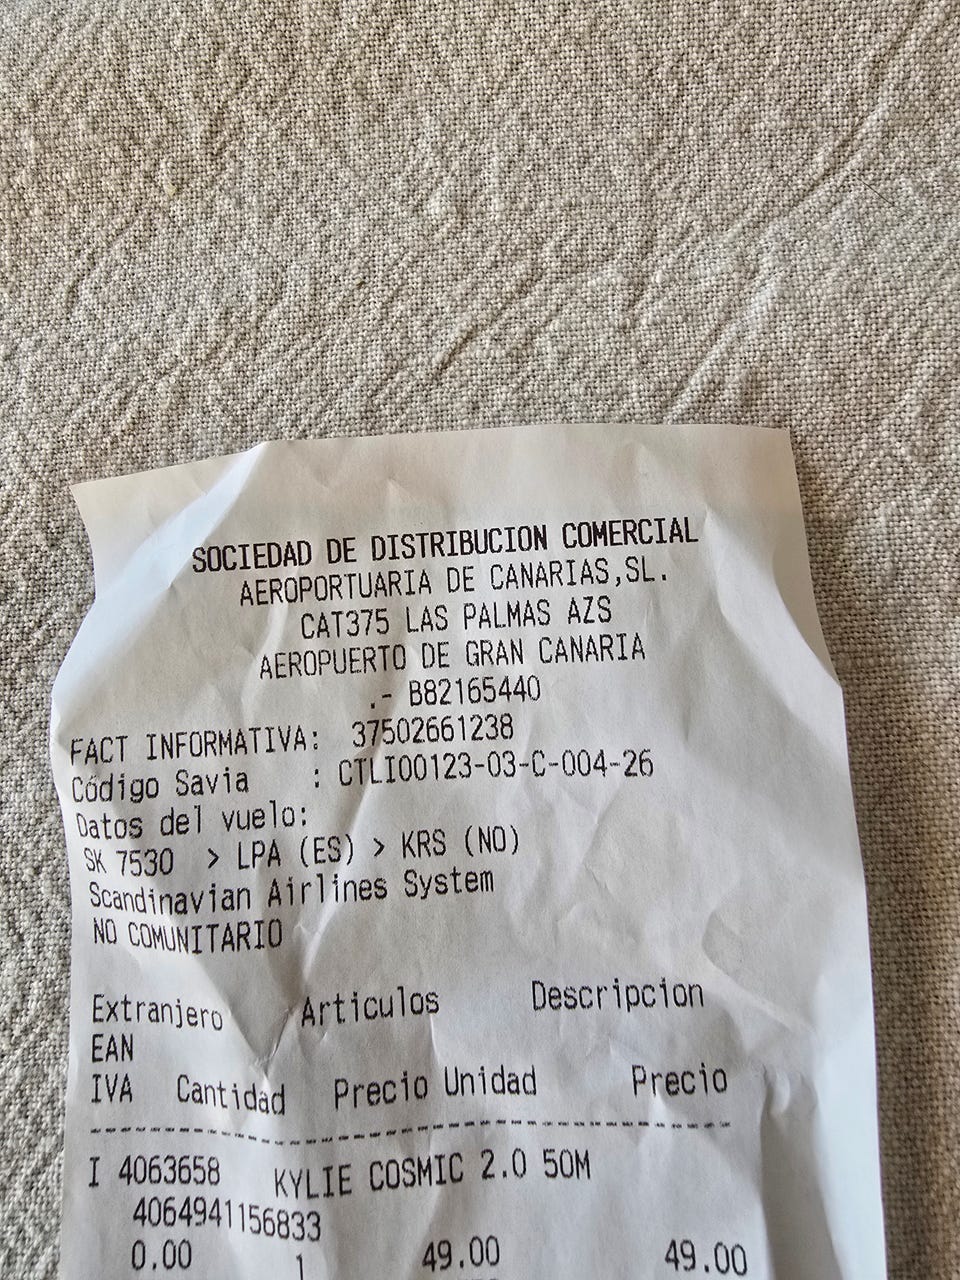 SOCIEDAD DE DISTRIBUCION COMERCIAL
AEROPORTUARIA DE CANARIAS,SL.
CAT375 LAS PALMAS AZS
AEROPUERTO DE GRAN CANARIA
.- B82165440
FACT INFORMATIVA: 37502661238
Código Savia : CTLI00123-03-C-004-26
Datos del vuelo:
SK 7530 > LPA (ES) > KRS (NO)
Scandinavian Airlines System
NO COMUNITARIO
Extranjero Articulos Descripcion
EAN
IVA Cantidad Precio Unidad Precio
I 4063658 KYLIE COSMIC 2.0 50M
4064941156833
0.00 1 49.00 49.00